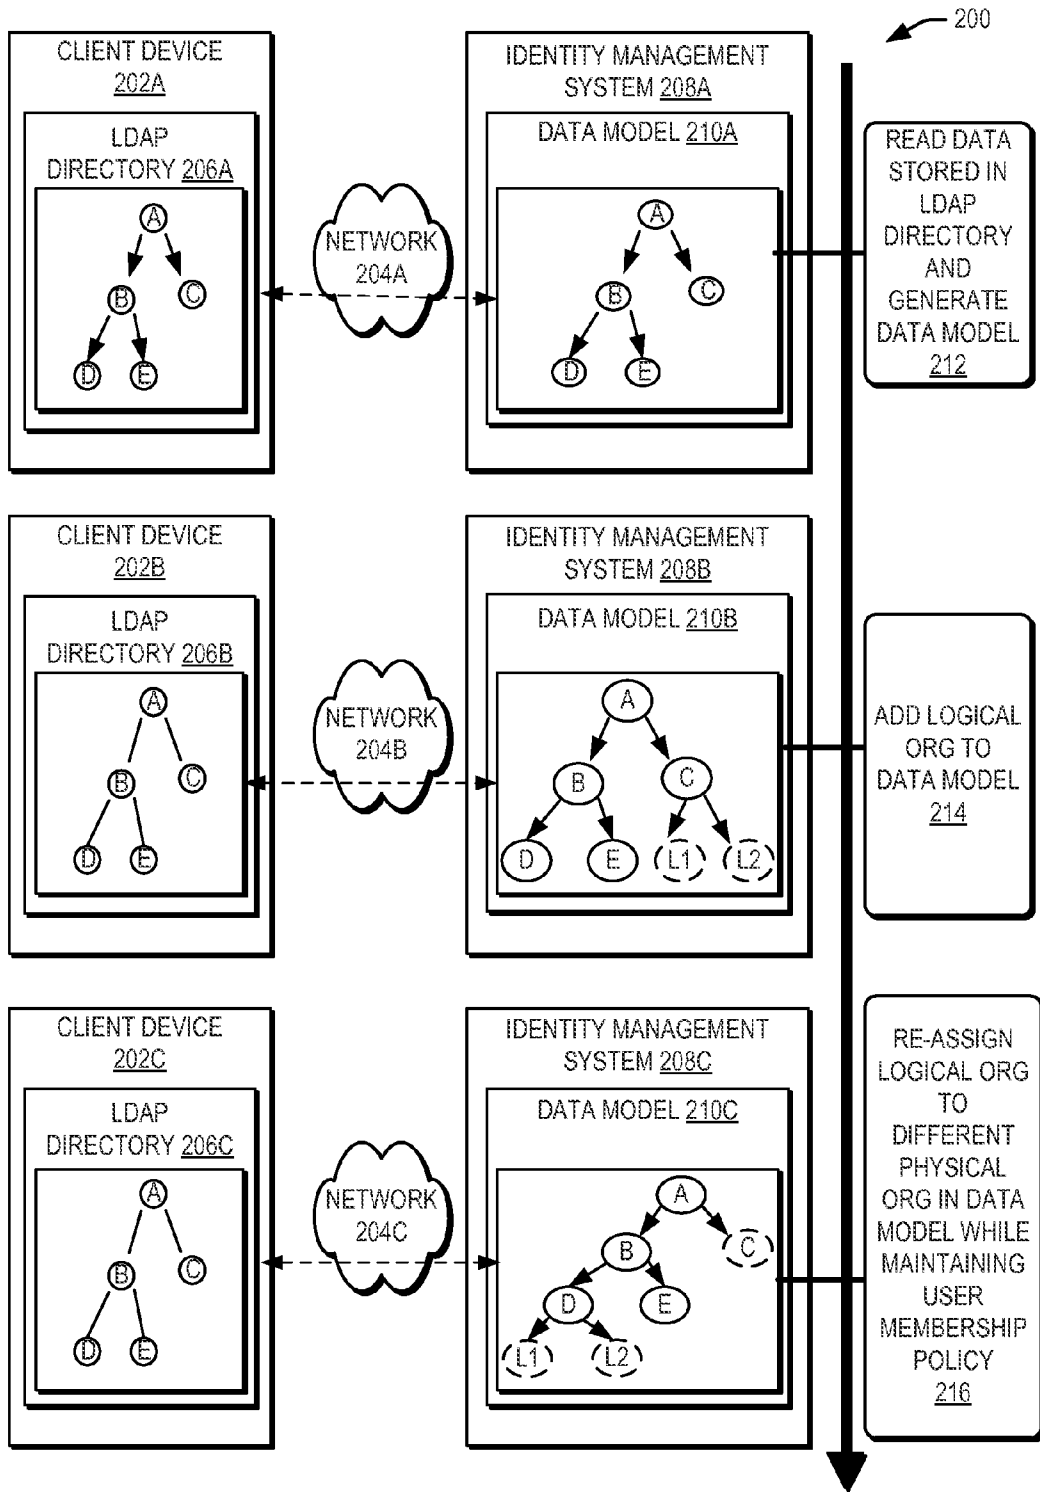 200
CLIENT DEVICE
202A
LDAP
DIRECTORY 206A
A
B
C
D
E
NETWORK
204A
IDENTITY MANAGEMENT
SYSTEM 208A
DATA MODEL 210A
A
B
C
D
E
READ DATA
STORED IN
LDAP
DIRECTORY
AND
GENERATE
DATA MODEL
212
CLIENT DEVICE
202B
LDAP
DIRECTORY 206B
A
B
C
D
E
NETWORK
204B
IDENTITY MANAGEMENT
SYSTEM 208B
DATA MODEL 210B
A
B
C
D
E
L1
L2
ADD LOGICAL
ORG TO
DATA MODEL
214
CLIENT DEVICE
202C
LDAP
DIRECTORY 206C
A
B
C
D
E
NETWORK
204C
IDENTITY MANAGEMENT
SYSTEM 208C
DATA MODEL 210C
A
B
C
D
E
L1
L2
RE-ASSIGN
LOGICAL ORG
TO
DIFFERENT
PHYSICAL
ORG IN DATA
MODEL WHILE
MAINTAINING
USER
MEMBERSHIP
POLICY
216